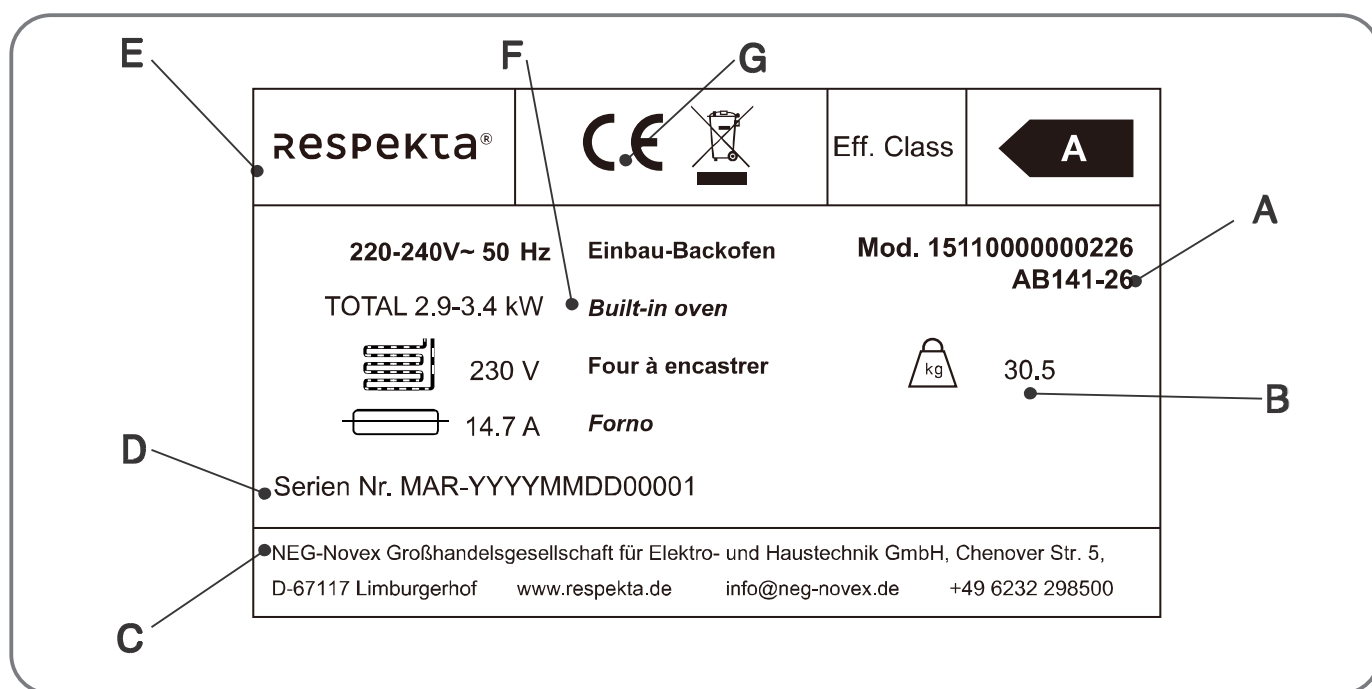 E
F
G
Respekta®
CE
Eff. Class
A
A
220-240V~ 50 Hz
Einbau-Backofen
Mod. 15110000000226
AB141-26
TOTAL 2.9-3.4 kW
Built-in oven
230 V
Four à encastrer
kg
30.5
B
14.7 A
Forno
D
Serien Nr. MAR-YYYYMMDD00001
NEG-Novex Großhandelsgesellschaft für Elektro- und Haustechnik GmbH, Chenover Str. 5,
D-67117 Limburgerhof www.respekta.de info@neg-novex.de +49 6232 298500
C